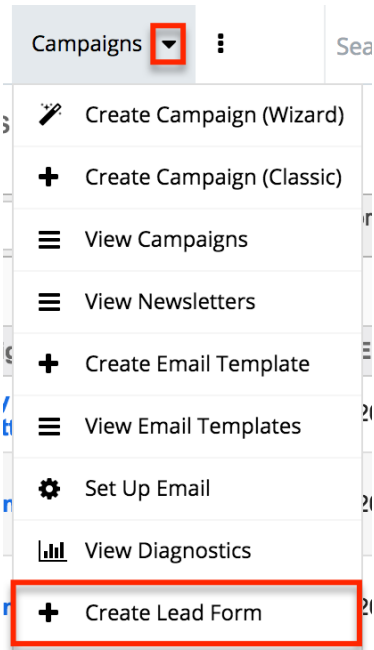 Campaigns
Sea
Create Campaign (Wizard)
Create Campaign (Classic)
View Campaigns
View Newsletters
Create Email Template
View Email Templates
Set Up Email
View Diagnostics
Create Lead Form